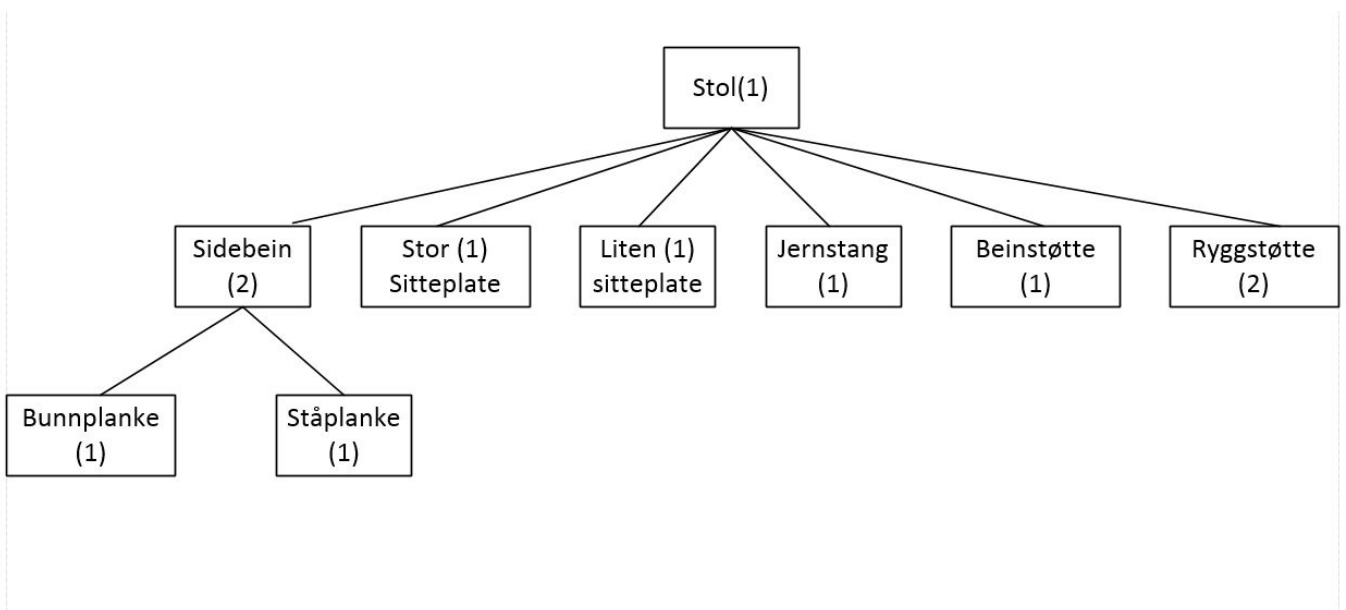 Stol(1)
Sidebein
(2)
Stor (1)
Sitteplate
Liten (1)
sitteplate
Jernstang
(1)
Beinstøtte
(1)
Ryggstøtte
(2)
Bunnplanke
(1)
Ståplanke
(1)